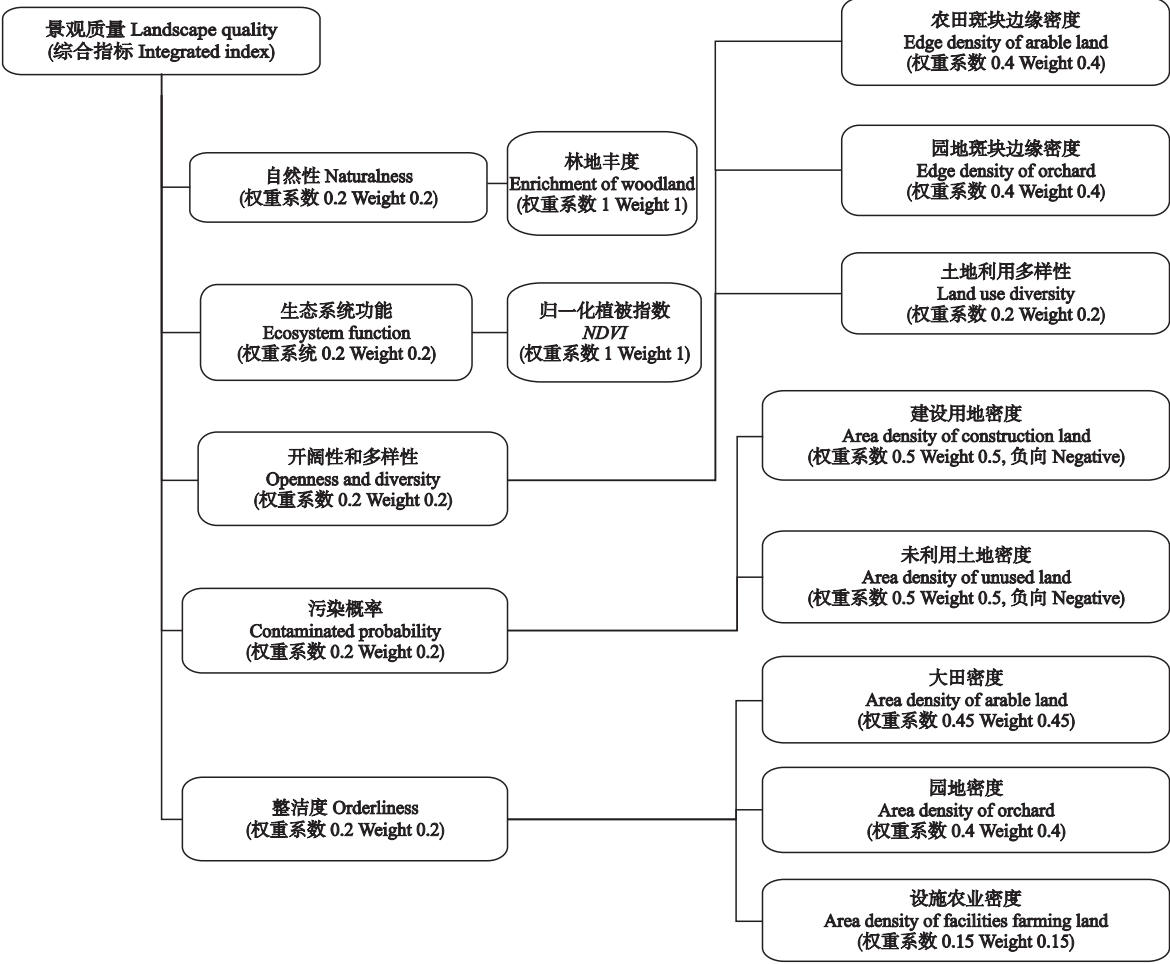 景观质量 Landscape quality
(综合指标 Integrated index)
自然性 Naturalness
(权重系数 0.2 Weight 0.2)
林地丰度
Enrichment of woodland
(权重系数 1 Weight 1)
生态系统功能
Ecosystem function
(权重系统 0.2 Weight 0.2)
归一化植被指数
NDVI
(权重系数 1 Weight 1)
开阔性和多样性
Openness and diversity
(权重系数 0.2 Weight 0.2)
农田斑块边缘密度
Edge density of arable land
(权重系数 0.4 Weight 0.4)
园地斑块边缘密度
Edge density of orchard
(权重系数 0.4 Weight 0.4)
土地利用多样性
Land use diversity
(权重系数 0.2 Weight 0.2)
污染概率
Contaminated probability
(权重系数 0.2 Weight 0.2)
建设用地密度
Area density of construction land
(权重系数 0.5 Weight 0.5, 负向 Negative)
未利用土地密度
Area density of unused land
(权重系数 0.5 Weight 0.5, 负向 Negative)
整洁度 Orderliness
(权重系数 0.2 Weight 0.2)
大田密度
Area density of arable land
(权重系数 0.45 Weight 0.45)
园地密度
Area density of orchard
(权重系数 0.4 Weight 0.4)
设施农业密度
Area density of facilities farming land
(权重系数 0.15 Weight 0.15)